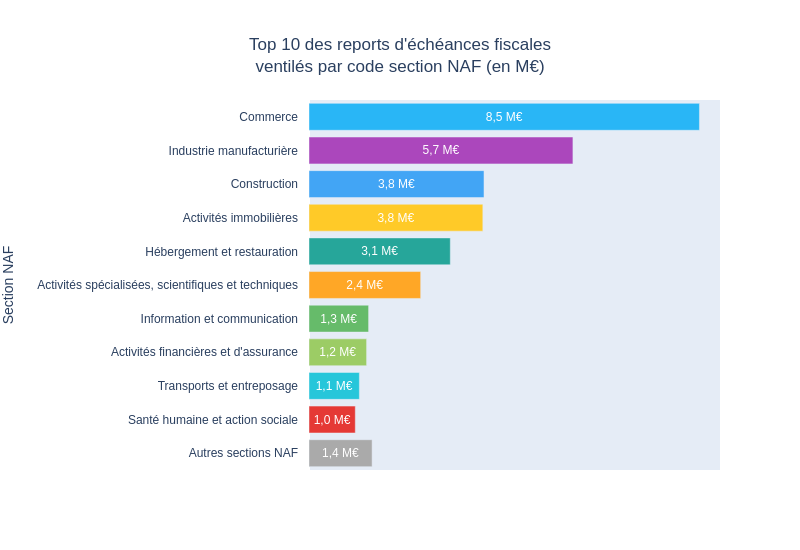 Top 10 des reports d'échéances fiscales
ventilés par code section NAF (en M€)
Section NAF
Commerce 8,5 M€
Industrie manufacturière 5,7 M€
Construction 3,8 M€
Activités immobilières 3,8 M€
Hébergement et restauration 3,1 M€
Activités spécialisées, scientifiques et techniques 2,4 M€
Information et communication 1,3 M€
Activités financières et d'assurance 1,2 M€
Transports et entreposage 1,1 M€
Santé humaine et action sociale 1,0 M€
Autres sections NAF 1,4 M€